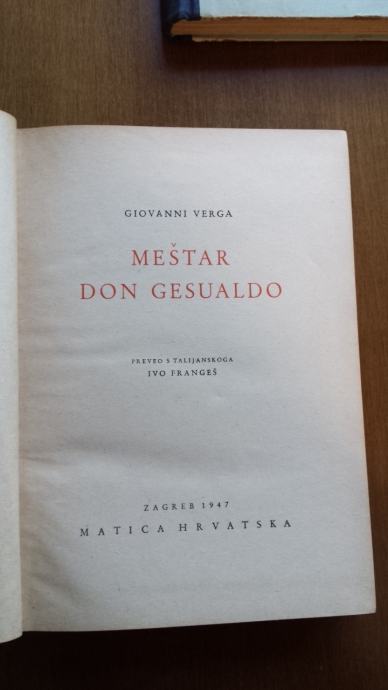 GIOVANNI VERGA
MEŠTAR
DON GESUALDO
PREVEO S TALIJANSKOGA
IVO FRANGEŠ
ZAGREB 1947
MATICA HRVATSKA